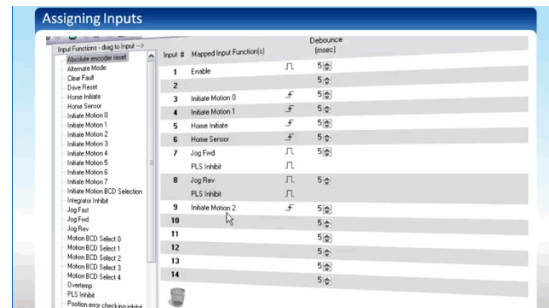 Assigning Inputs
Input Functions - drag to Input -->
Absolute encoder reset
Alternate Mode
Clear Fault
Drive Reset
Home Initiate
Home Sensor
Initiate Motion 0
Initiate Motion 1
Initiate Motion 2
Initiate Motion 3
Initiate Motion 4
Initiate Motion 5
Initiate Motion 6
Initiate Motion 7
Initiate Motion BCD Selection
Integrator Inhibit
Jog Fast
Jog Fwd
Jog Rev
Motion BCD Select 0
Motion BCD Select 1
Motion BCD Select 2
Motion BCD Select 3
Motion BCD Select 4
Overtemp
PLS Inhibit
Position error checking inhibit
Input # Mapped Input Function(s) Debounce (msec)
1 Enable 5
2 5
3 Initiate Motion 0 5
4 Initiate Motion 1 5
5 Home Initiate 5
6 Home Sensor 5
7 Jog Fwd 5
PLS Inhibit
8 Jog Rev 5
PLS Inhibit
9 Initiate Motion 2 5
10 5
11 5
12 5
13 5
14 5